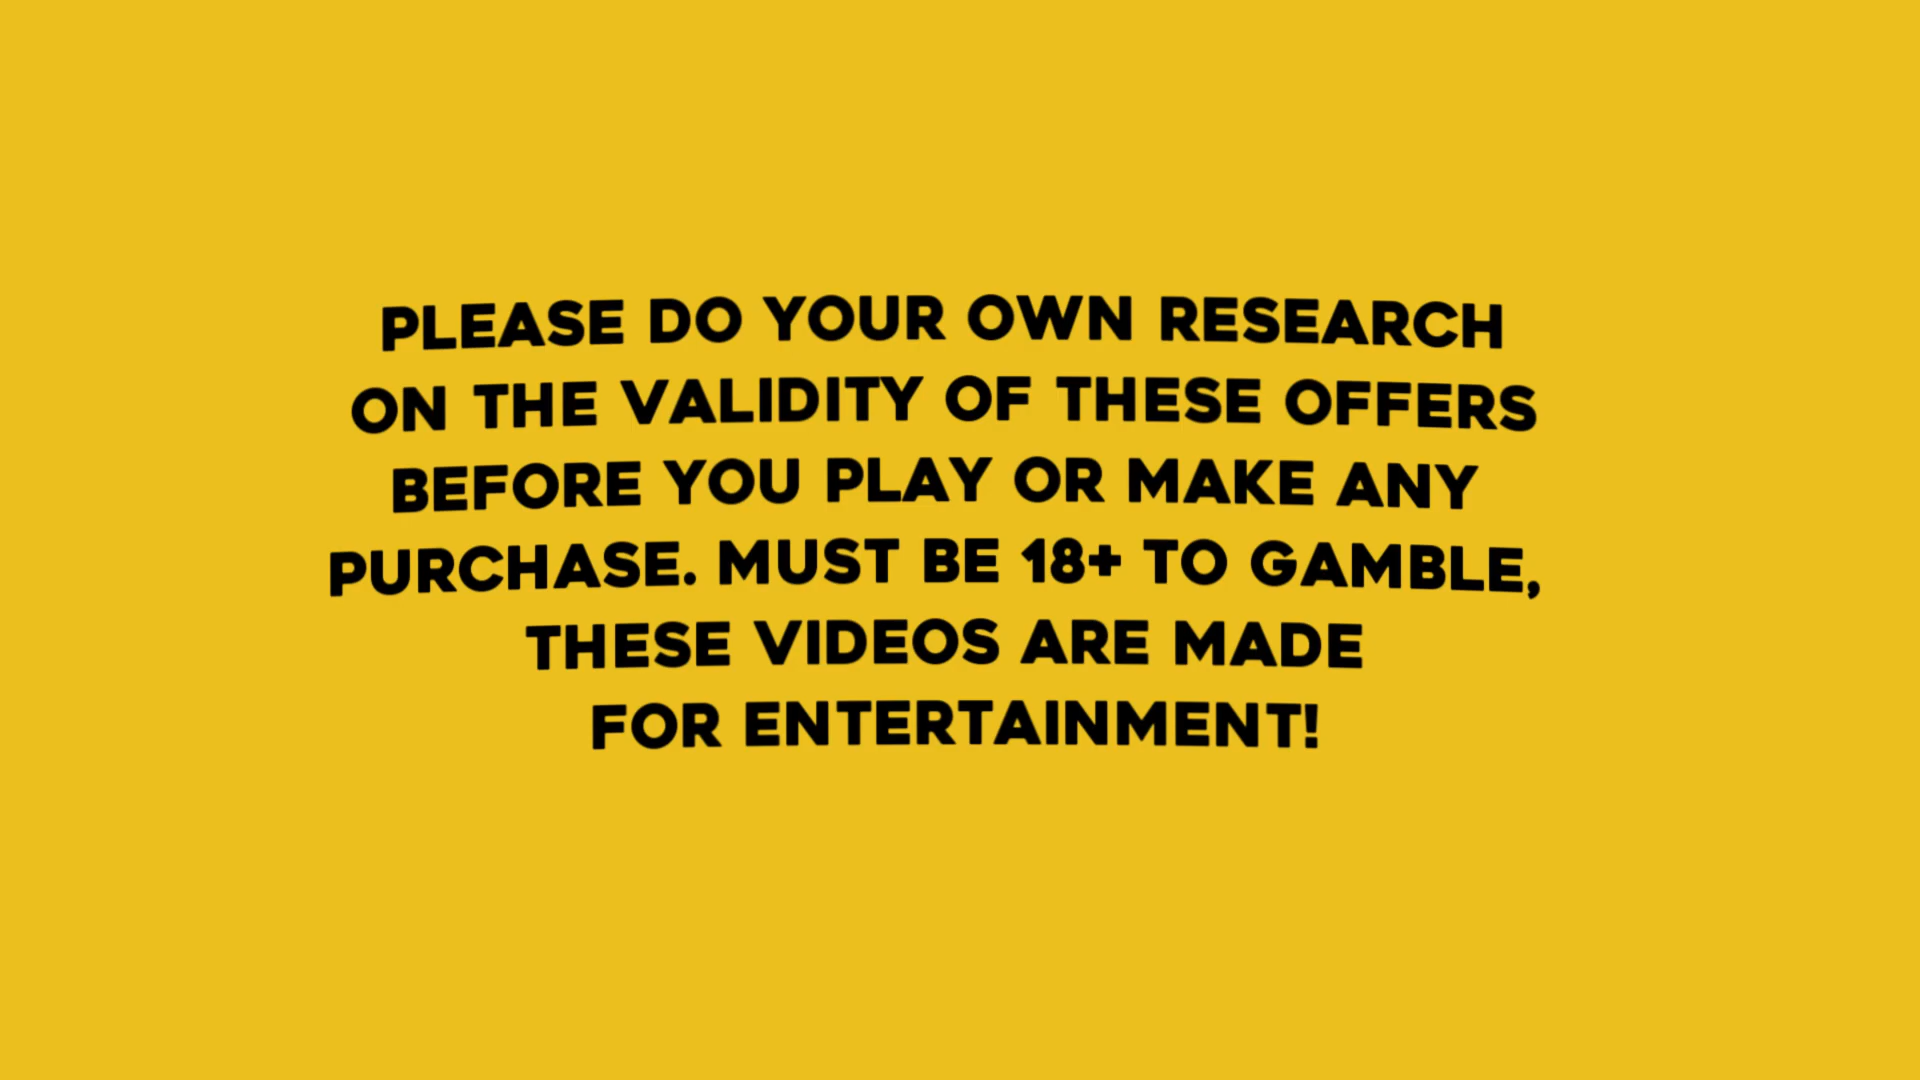 PLEASE DO YOUR OWN RESEARCH
ON THE VALIDITY OF THESE OFFERS
BEFORE YOU PLAY OR MAKE ANY
PURCHASE. MUST BE 18+ TO GAMBLE,
THESE VIDEOS ARE MADE
FOR ENTERTAINMENT!